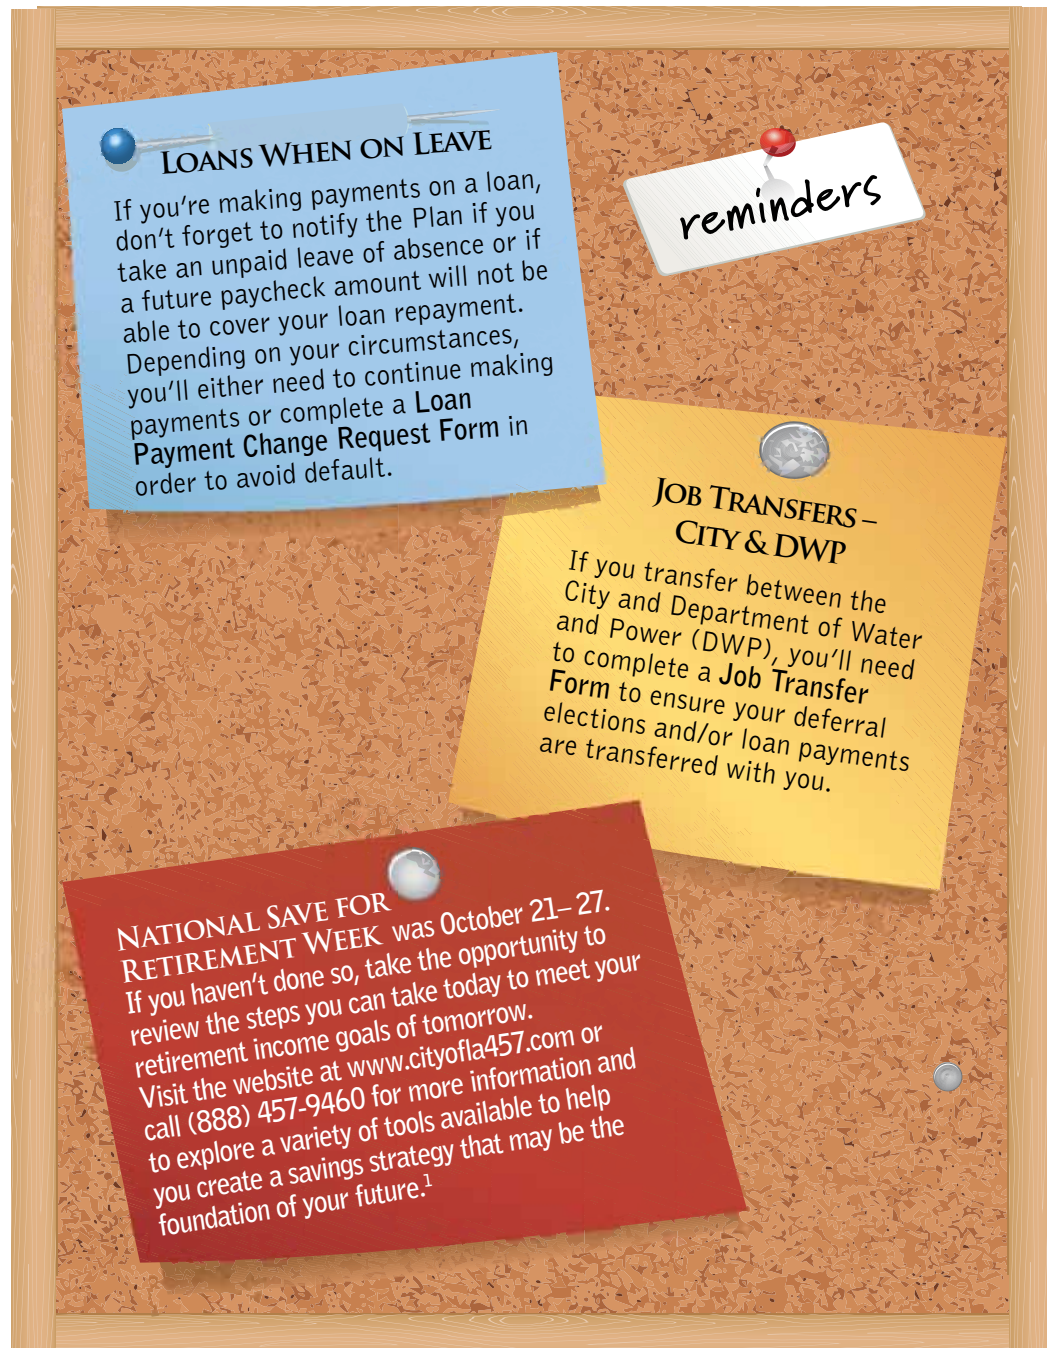 LOANS WHEN ON LEAVE
If you're making payments on a loan,
don't forget to notify the Plan if you
take an unpaid leave of absence or if
a future paycheck amount will not be
able to cover your loan repayment.
Depending on your circumstances,
you'll either need to continue making
payments or complete a Loan
Payment Change Request Form in
order to avoid default.
reminders
JOB TRANSFERS –
CITY & DWP
If you transfer between the
City and Department of Water
and Power (DWP), you'll need
to complete a Job Transfer
Form to ensure your deferral
elections and/or loan payments
are transferred with you.
NATIONAL SAVE FOR
RETIREMENT WEEK was October 21– 27.
If you haven't done so, take the opportunity to
review the steps you can take today to meet your
retirement income goals of tomorrow.
Visit the website at www.cityofla457.com or
call (888) 457-9460 for more information and
to explore a variety of tools available to help
you create a savings strategy that may be the
foundation of your future.1